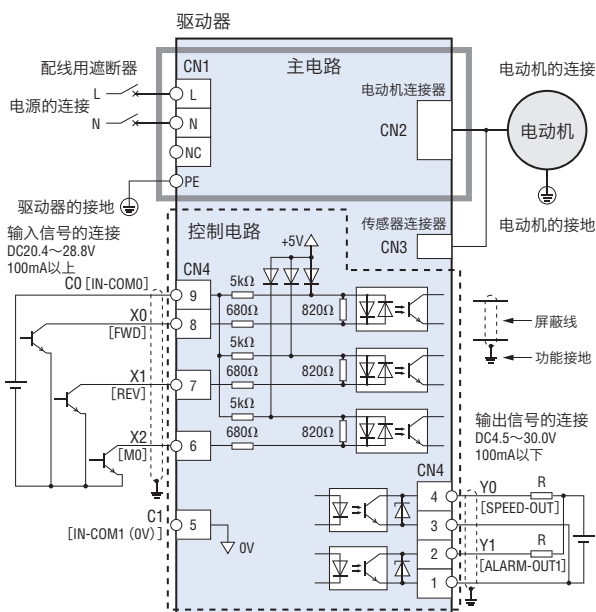 驱动器
配线用遮断器
CN1
主电路
电动机的连接
L
L
电动机连接器
电源的连接
N
N
CN2
电动机
NC
PE
驱动器的接地
电动机的接地
输入信号的连接
DC20.4～28.8V
100mA以上
控制电路
传感器连接器
+5V
CN3
C0 [IN-COM0]
CN4
5kΩ
9
X0
680Ω
820Ω
屏蔽线
[FWD]
8
5kΩ
功能接地
X1
680Ω
820Ω
[REV]
7
5kΩ
输出信号的连接
DC4.5～30.0V
100mA以下
X2
680Ω
820Ω
[M0]
6
CN4
4
Y0
R
[SPEED-OUT]
C1
3
[IN-COM1 (0V)]
5
0V
2
Y1
R
[ALARM-OUT1]
1